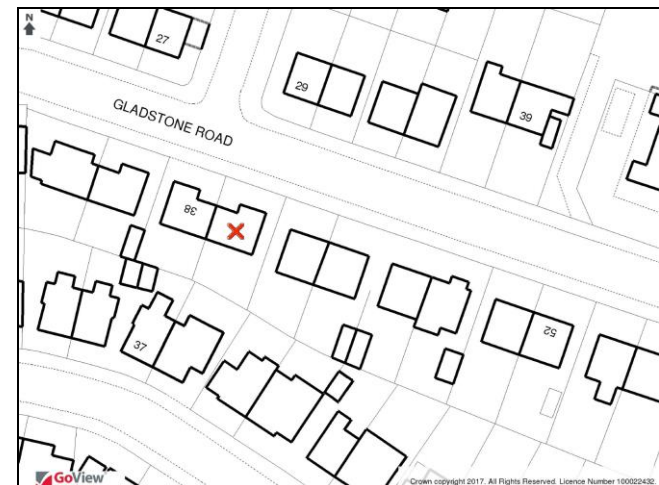 N
27
29
39
GLADSTONE ROAD
38
52
37
GoView
Crown copyright 2017. All Rights Reserved. Licence Number 100022432.